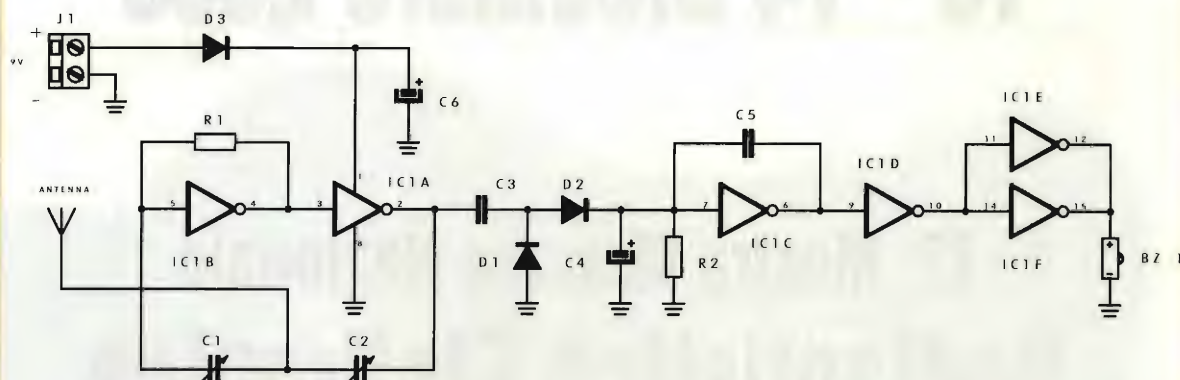 J1
D3
+
9V
-
+
C6
R1
ANTENNA
IC1A
5
4
3
1
2
8
IC1B
C1
C2
C3
D2
D1
C4
+
R2
C5
7
6
IC1C
IC1D
9
10
IC1E
11
12
14
15
IC1F
+
-
BZ 1